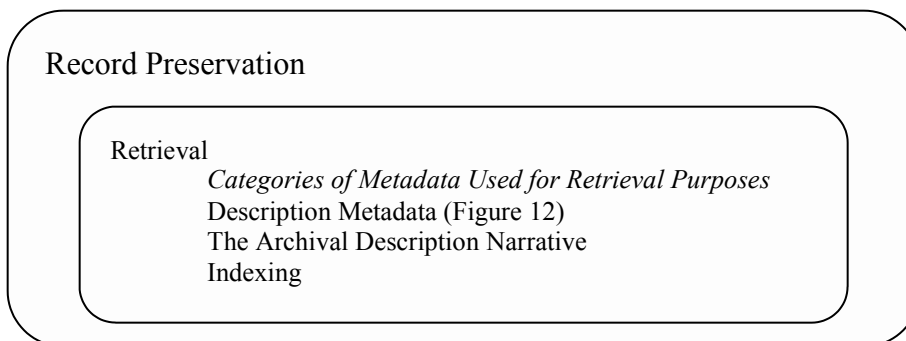 Record Preservation
Retrieval
Categories of Metadata Used for Retrieval Purposes
Description Metadata (Figure 12)
The Archival Description Narrative
Indexing